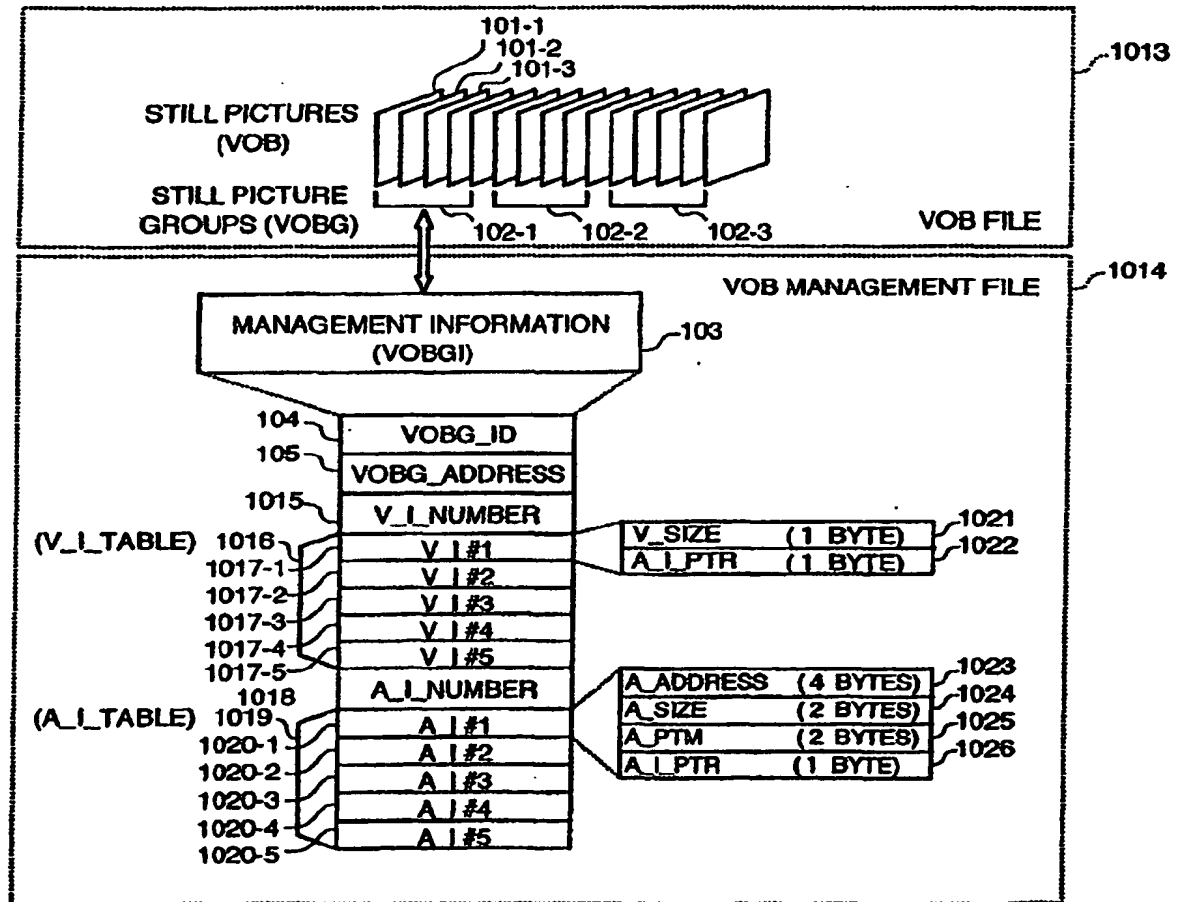 101-1
101-2
101-3
1013
STILL PICTURES
(VOB)
STILL PICTURE
GROUPS (VOBG)
102-1
102-2
102-3
VOB FILE
1014
VOB MANAGEMENT FILE
MANAGEMENT INFORMATION
(VOBGI)
103
104
VOBG_ID
105
VOBG_ADDRESS
1015
V_I_NUMBER
(V_I_TABLE)
1016
1017-1
V_I #1
1017-2
V_I #2
1017-3
V_I #3
1017-4
V_I #4
1017-5
V_I #5
V_SIZE (1 BYTE)
1021
A_I_PTR (1 BYTE)
1022
1018
A_I_NUMBER
(A_I_TABLE)
1019
1020-1
A_I #1
1020-2
A_I #2
1020-3
A_I #3
1020-4
A_I #4
1020-5
A_I #5
A_ADDRESS (4 BYTES)
1023
A_SIZE (2 BYTES)
1024
A_PTM (2 BYTES)
1025
A_I_PTR (1 BYTE)
1026